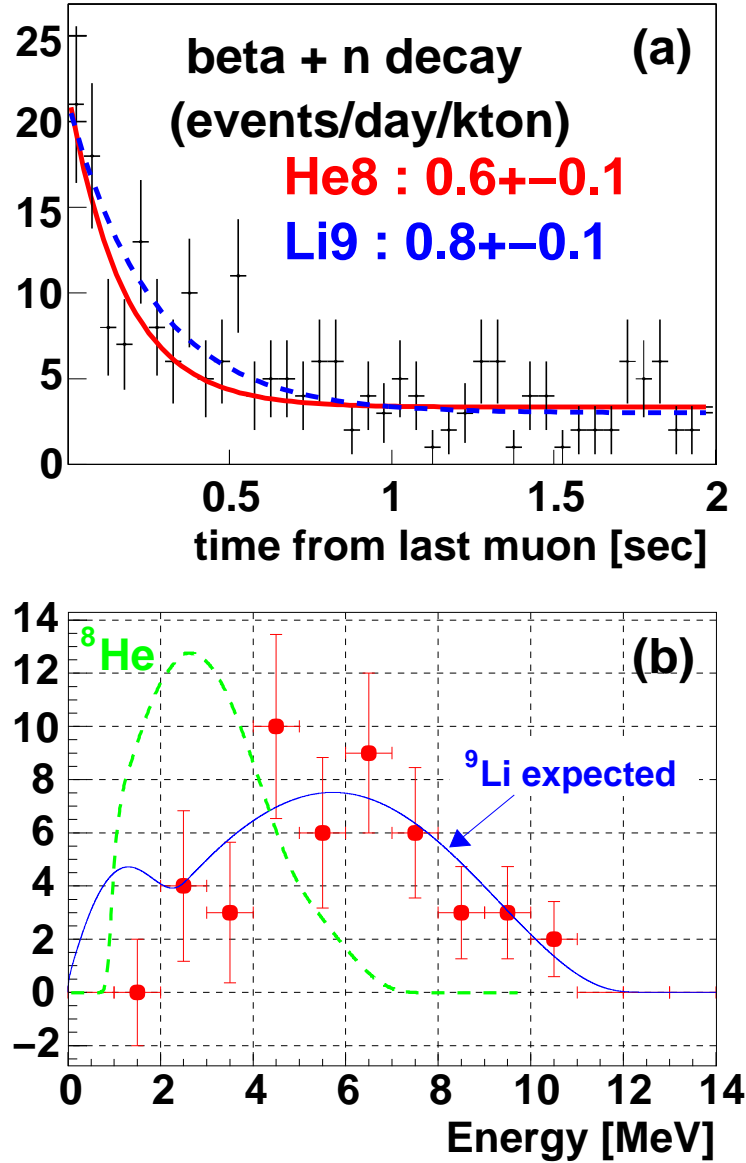 25
20
15
10
5
0
beta + n decay
(a)
(events/day/kton)
He8 : 0.6+−0.1
Li9 : 0.8+−0.1
0.5
1
1.5
2
time from last muon [sec]
14
12
10
8
6
4
2
0
−2
⁸He
(b)
⁹Li expected
0
2
4
6
8
10
12
14
Energy [MeV]